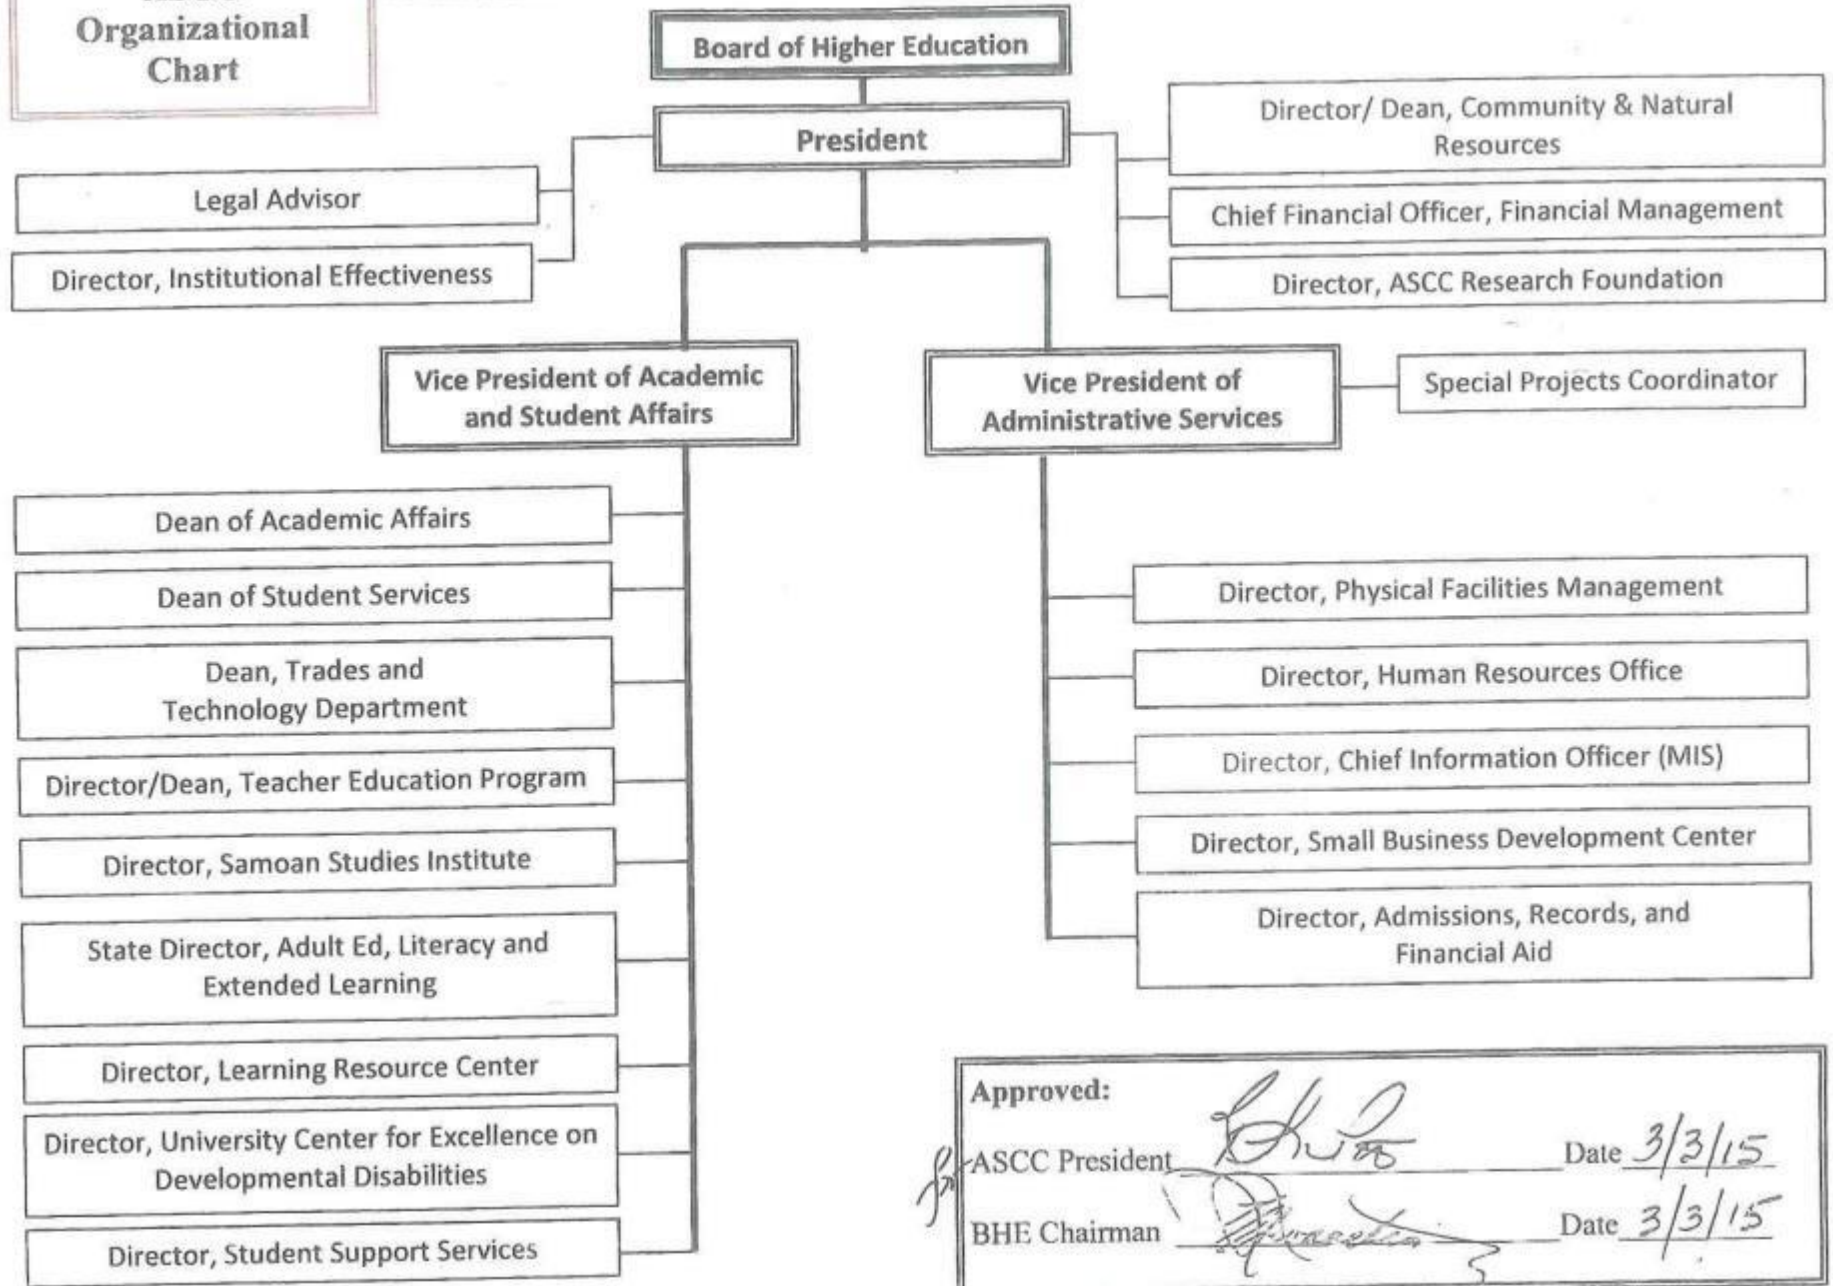 Organizational
Chart
Board of Higher Education
President
Legal Advisor
Director, Institutional Effectiveness
Director/ Dean, Community & Natural
Resources
Chief Financial Officer, Financial Management
Director, ASCC Research Foundation
Vice President of Academic
and Student Affairs
Vice President of
Administrative Services
Special Projects Coordinator
Dean of Academic Affairs
Dean of Student Services
Dean, Trades and
Technology Department
Director/Dean, Teacher Education Program
Director, Samoan Studies Institute
State Director, Adult Ed, Literacy and
Extended Learning
Director, Learning Resource Center
Director, University Center for Excellence on
Developmental Disabilities
Director, Student Support Services
Director, Physical Facilities Management
Director, Human Resources Office
Director, Chief Information Officer (MIS)
Director, Small Business Development Center
Director, Admissions, Records, and
Financial Aid
Approved:
for ASCC President Date 3/3/15
BHE Chairman Date 3/3/15